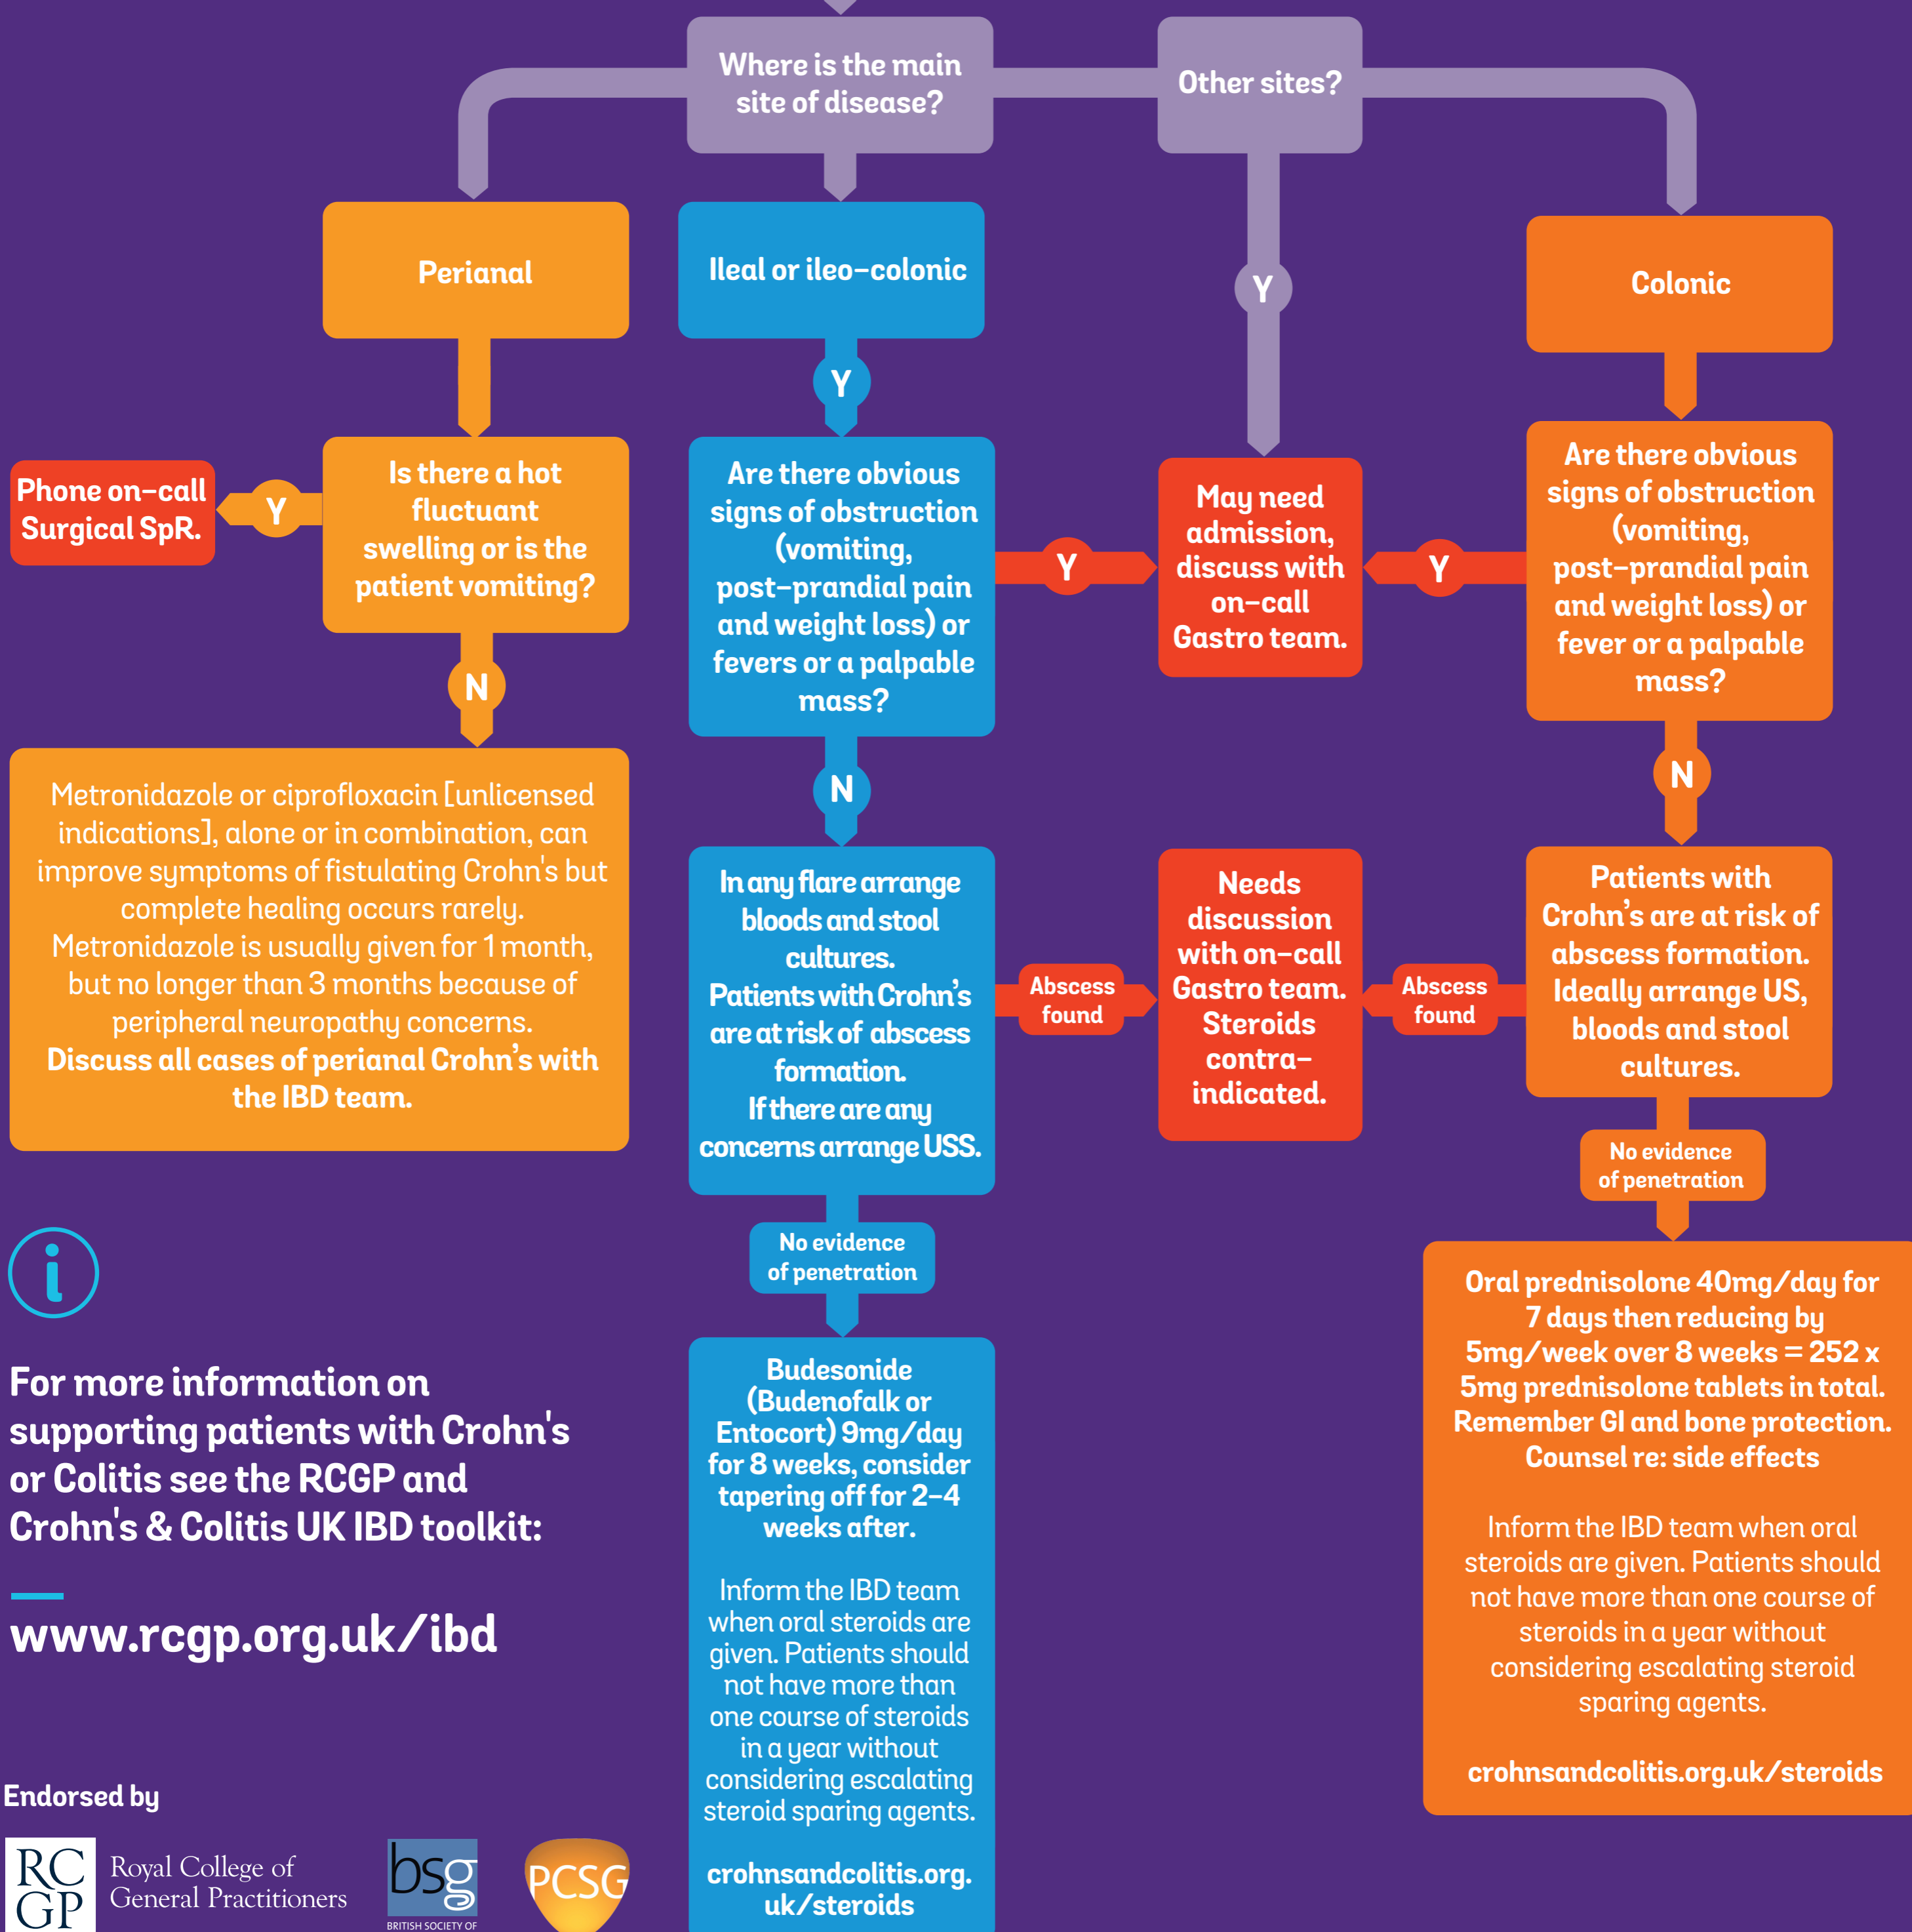 Where is the main
site of disease?
Other sites?
Perianal
Ileal or ileo-colonic
Y
Colonic
Y
Phone on-call
Surgical SpR.
Y
Is there a hot
fluctuant
swelling or is the
patient vomiting?
Are there obvious
signs of obstruction
(vomiting,
post-prandial pain
and weight loss) or
fevers or a palpable
mass?
Y
May need
admission,
discuss with
on-call
Gastro team.
Y
Are there obvious
signs of obstruction
(vomiting,
post-prandial pain
and weight loss) or
fever or a palpable
mass?
N
N
N
Metronidazole or ciprofloxacin [unlicensed
indications], alone or in combination, can
improve symptoms of fistulating Crohn's but
complete healing occurs rarely.
Metronidazole is usually given for 1 month,
but no longer than 3 months because of
peripheral neuropathy concerns.
Discuss all cases of perianal Crohn's with
the IBD team.
In any flare arrange
bloods and stool
cultures.
Patients with Crohn's
are at risk of abscess
formation.
If there are any
concerns arrange USS.
Abscess
found
Needs
discussion
with on-call
Gastro team.
Steroids
contra-
indicated.
Abscess
found
Patients with
Crohn's are at risk of
abscess formation.
Ideally arrange US,
bloods and stool
cultures.
No evidence
of penetration
No evidence
of penetration
Budesonide
(Budenofalk or
Entocort) 9mg/day
for 8 weeks, consider
tapering off for 2-4
weeks after.
Inform the IBD team
when oral steroids are
given. Patients should
not have more than
one course of steroids
in a year without
considering escalating
steroid sparing agents.
crohnsandcolitis.org.
uk/steroids
Oral prednisolone 40mg/day for
7 days then reducing by
5mg/week over 8 weeks = 252 x
5mg prednisolone tablets in total.
Remember GI and bone protection.
Counsel re: side effects
Inform the IBD team when oral
steroids are given. Patients should
not have more than one course of
steroids in a year without
considering escalating steroid
sparing agents.
crohnsandcolitis.org.uk/steroids
i
For more information on
supporting patients with Crohn's
or Colitis see the RCGP and
Crohn's & Colitis UK IBD toolkit:
www.rcgp.org.uk/ibd
Endorsed by
RC
GP
Royal College of
General Practitioners
bsg
BRITISH SOCIETY OF
PCSG